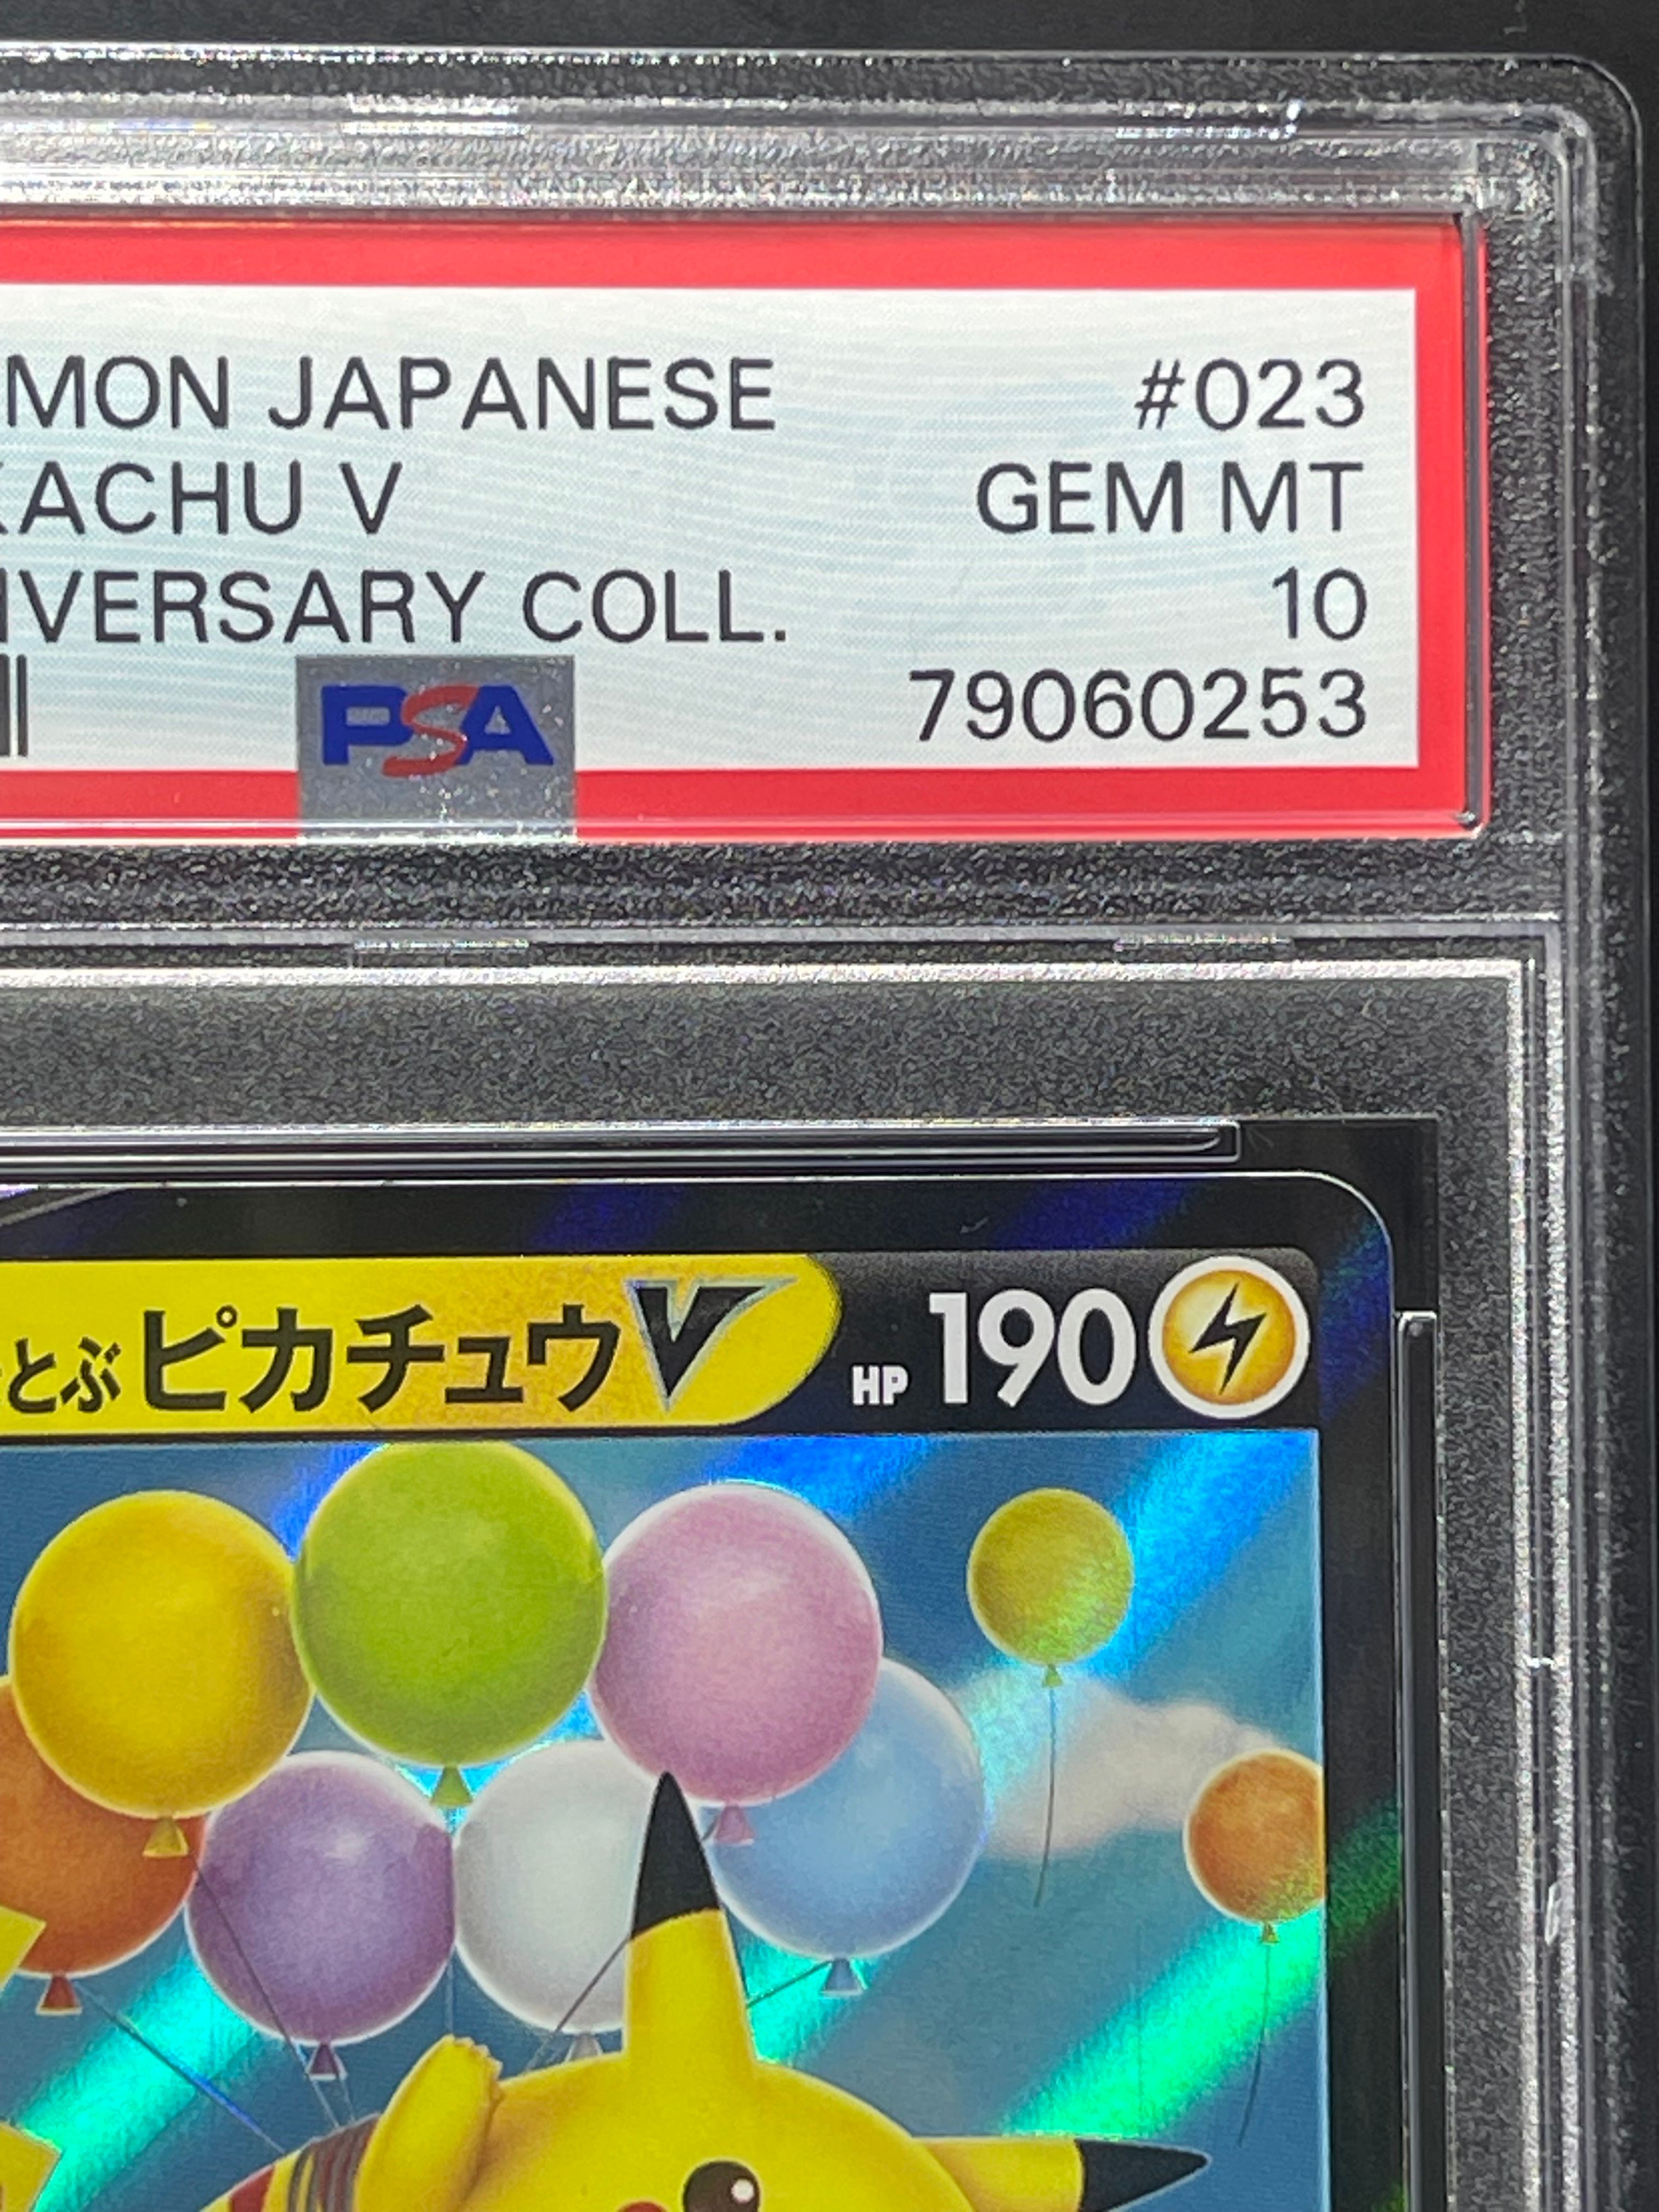 MON JAPANESE #023
KACHU V GEM MT
IVERSARY COLL. 10
PSA 79060253
とぶピカチュウV HP 190